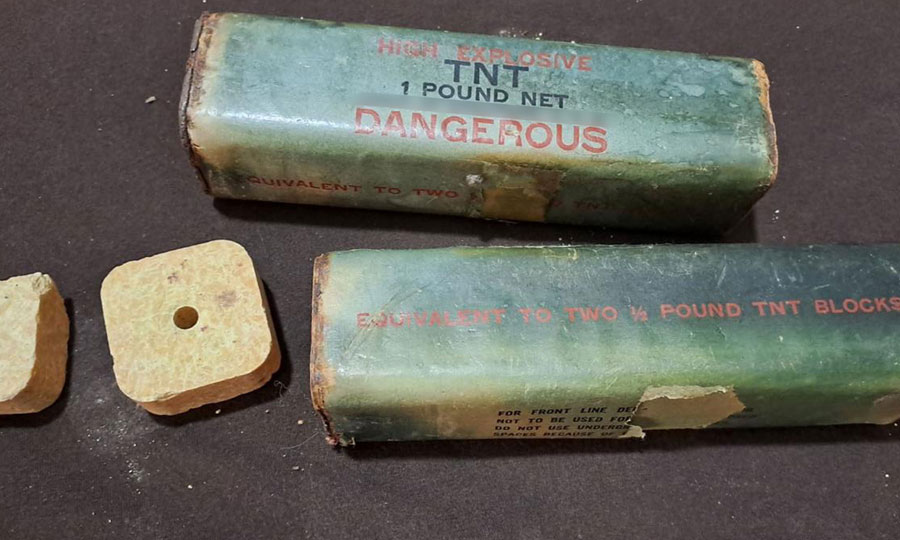 HIGH EXPLOSIVE
TNT
1 POUND NET
DANGEROUS
EQUIVALENT TO TWO
EQUIVALENT TO TWO ½ POUND TNT BLOCKS
FOR FRONT LINE
NOT TO BE USED
DO NOT USE
SPACES BECAUSE OF